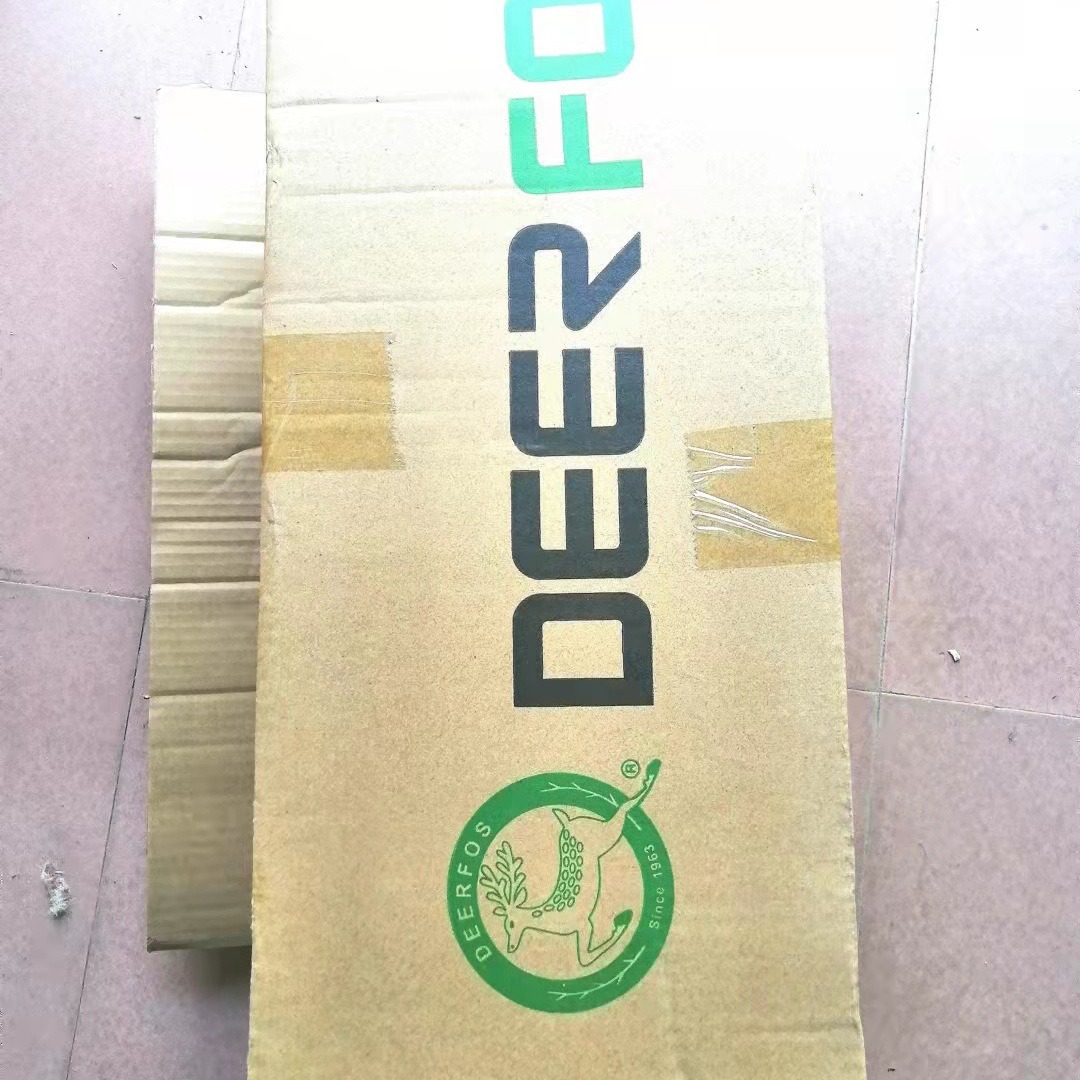 DEERFO
®
DEERFOS
Since 1963